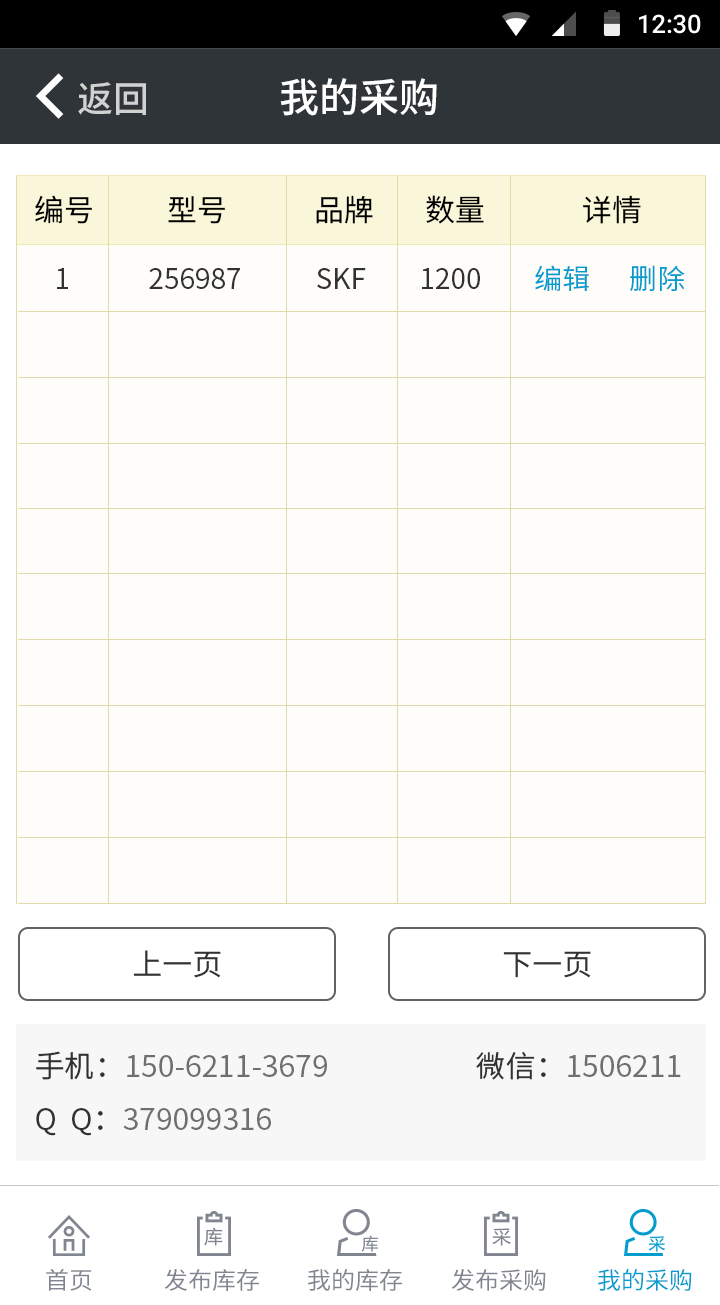 12:30
返回 我的采购
编号 型号 品牌 数量 详情
1 256987 SKF 1200 编辑 删除
上一页 下一页
手机：150-6211-3679 微信：1506211
Q Q：379099316
库 库 采 采
首页 发布库存 我的库存 发布采购 我的采购